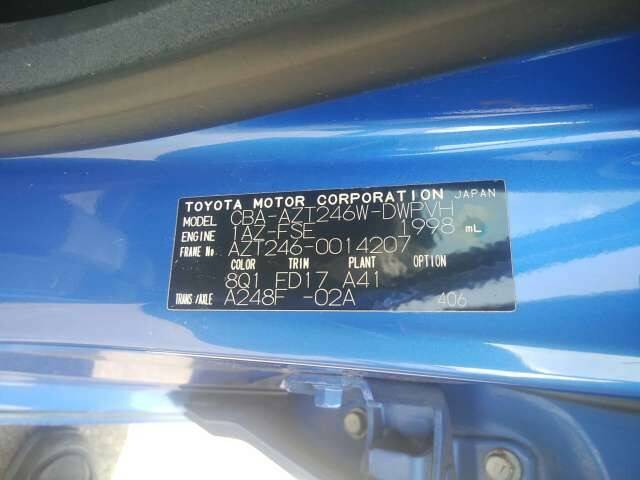 TOYOTA MOTOR CORPORATION JAPAN
MODEL CBA-AZT246W-DWPVH
ENGINE 1AZ-FSE 1998 mL
FRAME No AZT246-0014207
COLOR TRIM PLANT OPTION
8Q1 FD17 A41
TRANS/AXLE A248F -02A 406